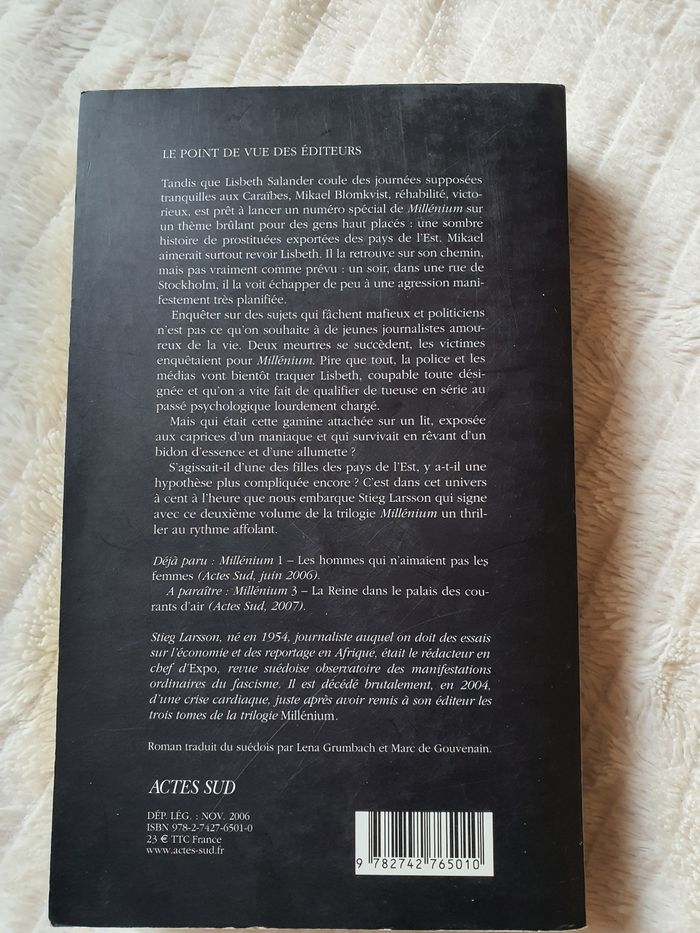 LE POINT DE VUE DES ÉDITEURS
Tandis que Lisbeth Salander coule des journées supposées
tranquilles aux Caraïbes, Mikael Blomkvist, réhabilité, victo-
rieux, est prêt à lancer un numéro spécial de Millénium sur
un thème brûlant pour des gens haut placés : une sombre
histoire de prostituées exportées des pays de l'Est. Mikael
aimerait surtout revoir Lisbeth. Il la retrouve sur son chemin,
mais pas vraiment comme prévu : un soir, dans une rue de
Stockholm, il la voit échapper de peu à une agression mani-
festement très planifiée.
Enquêter sur des sujets qui fâchent mafieux et politiciens
n'est pas ce qu'on souhaite à de jeunes journalistes amou-
reux de la vie. Deux meurtres se succèdent, les victimes
enquêtaient pour Millénium. Pire que tout, la police et les
médias vont bientôt traquer Lisbeth, coupable toute dési-
gnée et qu'on a vite fait de qualifier de tueuse en série au
passé psychologique lourdement chargé.
Mais qui était cette gamine attachée sur un lit, exposée
aux caprices d'un maniaque et qui survivait en rêvant d'un
bidon d'essence et d'une allumette ?
S'agissait-il d'une des filles des pays de l'Est, y a-t-il une
hypothèse plus compliquée encore ? C'est dans cet univers
à cent à l'heure que nous embarque Stieg Larsson qui signe
avec ce deuxième volume de la trilogie Millénium un thril-
ler au rythme affolant.
Déjà paru : Millénium 1 – Les hommes qui n'aimaient pas les
femmes (Actes Sud, juin 2006).
A paraître : Millénium 3 – La Reine dans le palais des cou-
rants d'air (Actes Sud, 2007).
Stieg Larsson, né en 1954, journaliste auquel on doit des essais
sur l'économie et des reportage en Afrique, était le rédacteur en
chef d'Expo, revue suédoise observatoire des manifestations
ordinaires du fascisme. Il est décédé brutalement, en 2004,
d'une crise cardiaque, juste après avoir remis à son éditeur les
trois tomes de la trilogie Millénium.
Roman traduit du suédois par Lena Grumbach et Marc de Gouvenain.
ACTES SUD
DÉP. LÉG. : NOV. 2006
ISBN 978-2-7427-6501-0
23 € TTC France
www.actes-sud.fr
9 782742 765010